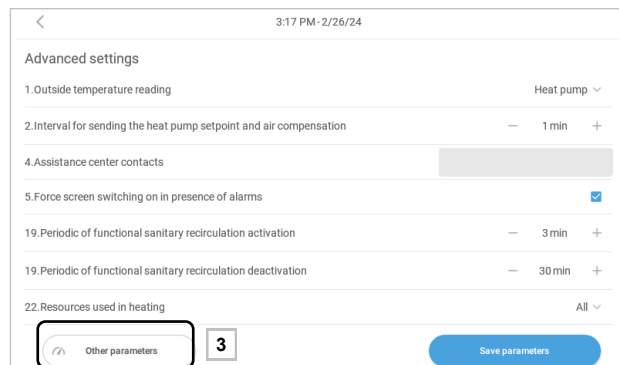 3:17 PM-2/26/24
Advanced settings
1.Outside temperature reading Heat pump
2.Interval for sending the heat pump setpoint and air compensation — 1 min +
4.Assistance center contacts
5.Force screen switching on in presence of alarms
19.Periodic of functional sanitary recirculation activation — 3 min +
19.Periodic of functional sanitary recirculation deactivation — 30 min +
22.Resources used in heating All
Other parameters 3 Save parameters